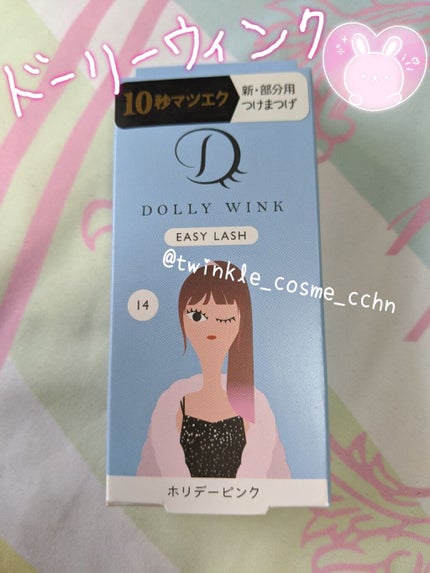 ドーリーウィンク
10秒マツエク
新・部分用
つけまつげ
D
DOLLY WINK
EASY LASH
@twinkle_cosme_cchn
14
ホリデーピンク